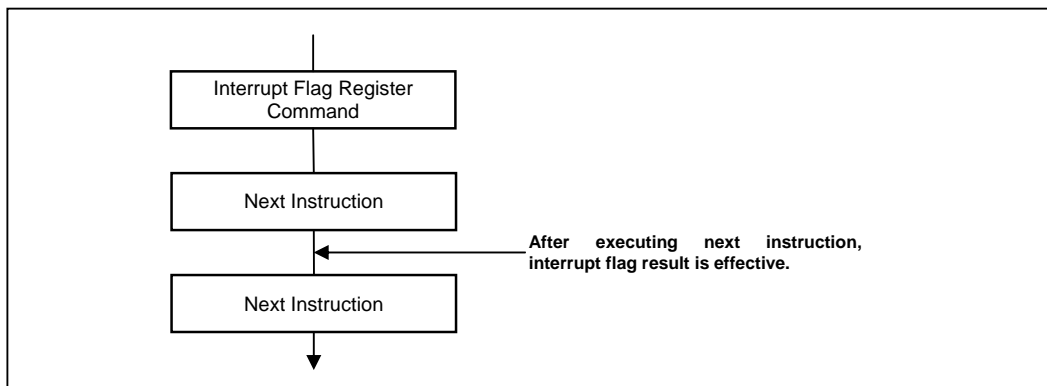 Interrupt Flag Register
Command
Next Instruction
After executing next instruction,
interrupt flag result is effective.
Next Instruction